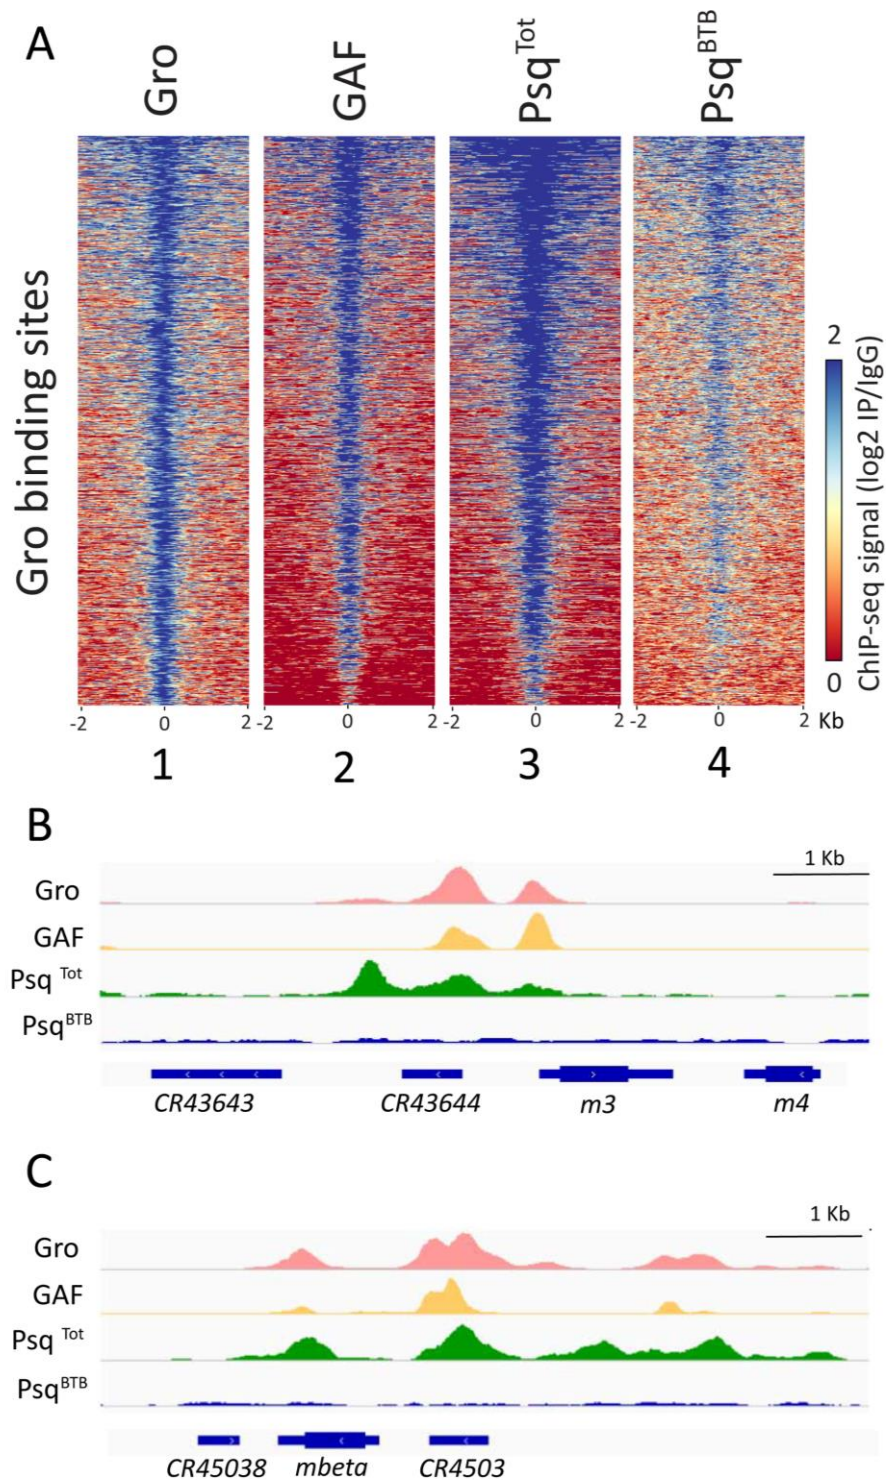 A
Gro
GAF
Psq^Tot
Psq^BTB
Gro binding sites
2
0
ChIP-seq signal (log2 IP/IgG)
-2 0 2 -2 0 2 -2 0 2 -2 0 2 Kb
1 2 3 4
B
1 Kb
Gro
GAF
Psq Tot
Psq^BTB
CR43643 CR43644 m3 m4
C
1 Kb
Gro
GAF
Psq Tot
Psq^BTB
CR45038 mbeta CR4503